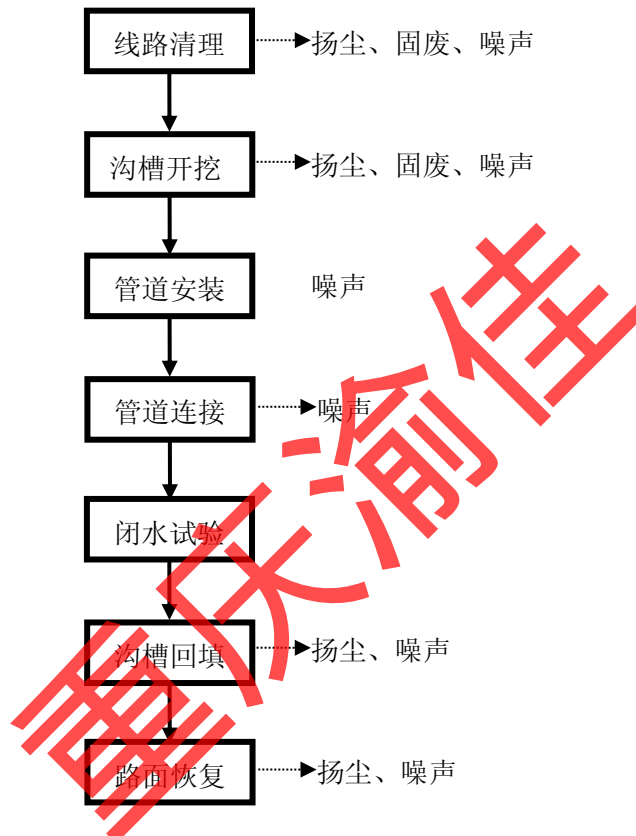 线路清理 扬尘、固废、噪声
沟槽开挖 扬尘、固废、噪声
管道安装 噪声
管道连接 噪声
闭水试验
沟槽回填 扬尘、噪声
路面恢复 扬尘、噪声
重庆渝佳